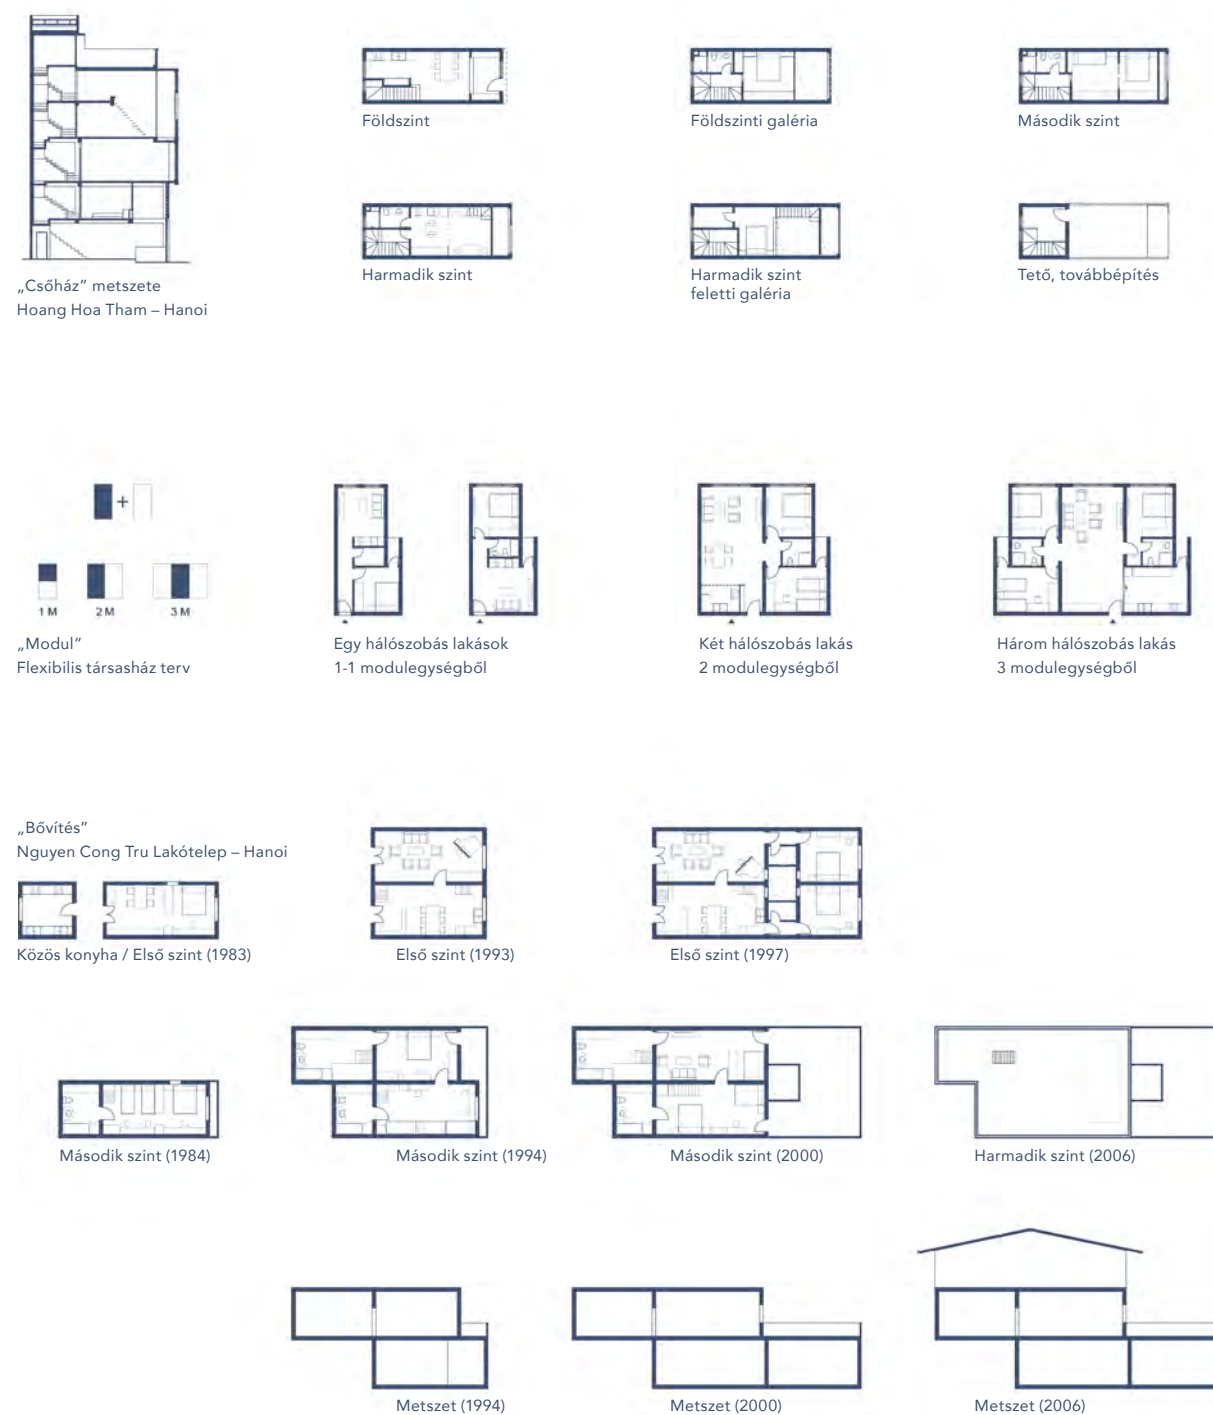 Földszint
Földszinti galéria
Második szint
Harmadik szint
Harmadik szint
feletti galéria
Tető, továbbépítés
„Csőház” metszete
Hoang Hoa Tham – Hanoi
+
1 M
2 M
3 M
„Modul”
Flexibilis társasház terv
Egy hálószobás lakások
1-1 modulegységből
Két hálószobás lakás
2 modulegységből
Három hálószobás lakás
3 modulegységből
„Bővítés”
Nguyen Cong Tru Lakótelep – Hanoi
Közös konyha / Első szint (1983)
Első szint (1993)
Első szint (1997)
Második szint (1984)
Második szint (1994)
Második szint (2000)
Harmadik szint (2006)
Metszet (1994)
Metszet (2000)
Metszet (2006)